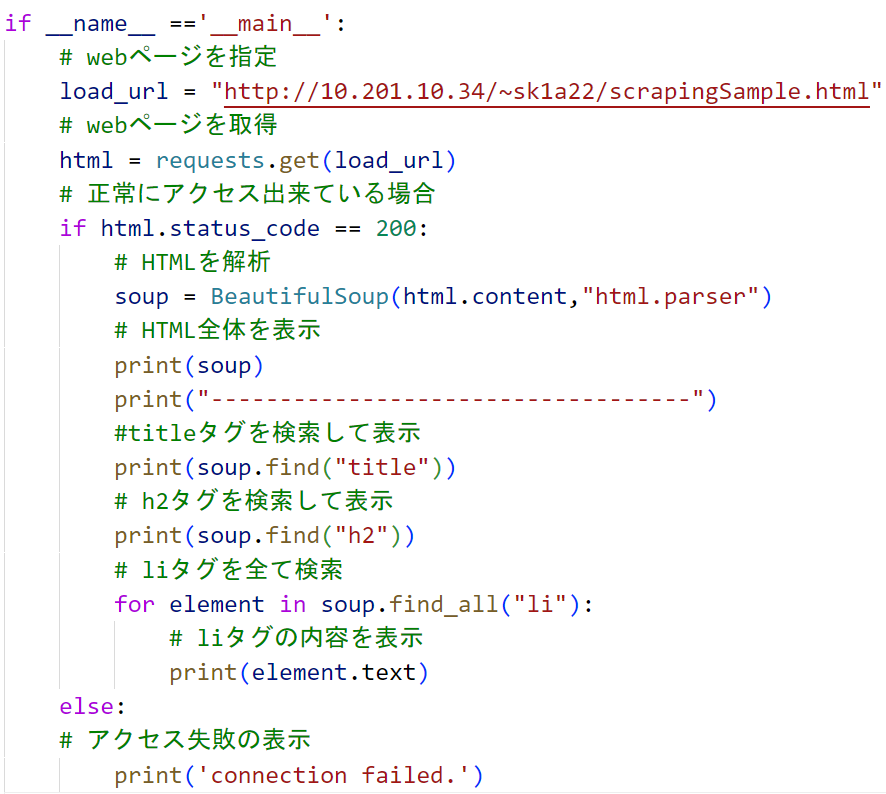 if __name__ =='__main__':
    # webページを指定
    load_url = "http://10.201.10.34/~sk1a22/scrapingSample.html"
    # webページを取得
    html = requests.get(load_url)
    # 正常にアクセス出来ている場合
    if html.status_code == 200:
        # HTMLを解析
        soup = BeautifulSoup(html.content,"html.parser")
        # HTML全体を表示
        print(soup)
        print("-----------------------------------")
        #titleタグを検索して表示
        print(soup.find("title"))
        # h2タグを検索して表示
        print(soup.find("h2"))
        # liタグを全て検索
        for element in soup.find_all("li"):
            # liタグの内容を表示
            print(element.text)
    else:
    # アクセス失敗の表示
        print('connection failed.')